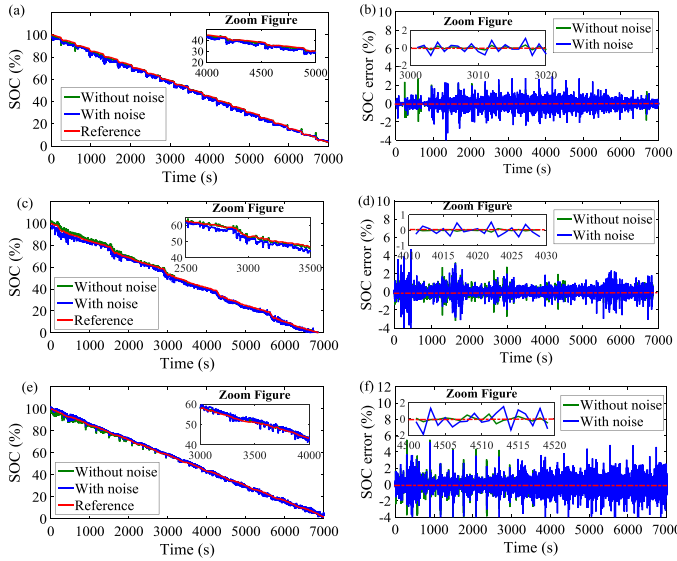 (a)
Zoom Figure
40
20
4000 4500 5000
100
80
60
40
20
0
SOC (%)
Without noise
With noise
Reference
0 1000 2000 3000 4000 5000 6000 7000
Time (s)
(b)
Zoom Figure
2
0
-2
3000 3010 3020
Without noise
With noise
10
8
6
4
2
0
-2
-4
SOC error (%)
0 1000 2000 3000 4000 5000 6000 7000
Time (s)
(c)
Zoom Figure
60
50
40
2500 3000 3500
100
80
60
40
20
0
SOC (%)
Without noise
With noise
Reference
0 1000 2000 3000 4000 5000 6000 7000
Time (s)
(d)
Zoom Figure
1
0
-1
4010 4015 4020 4025 4030
Without noise
With noise
10
8
6
4
2
0
-2
-4
SOC error (%)
0 1000 2000 3000 4000 5000 6000 7000
Time (s)
(e)
Zoom Figure
60
50
40
3000 3500 4000
100
80
60
40
20
0
SOC (%)
Without noise
With noise
Reference
0 1000 2000 3000 4000 5000 6000 7000
Time (s)
(f)
Zoom Figure
2
0
2
4500 4505 4510 4515 4520
Without noise
With noise
12
10
8
6
4
2
0
-2
-4
SOC error (%)
0 1000 2000 3000 4000 5000 6000 7000
Time (s)